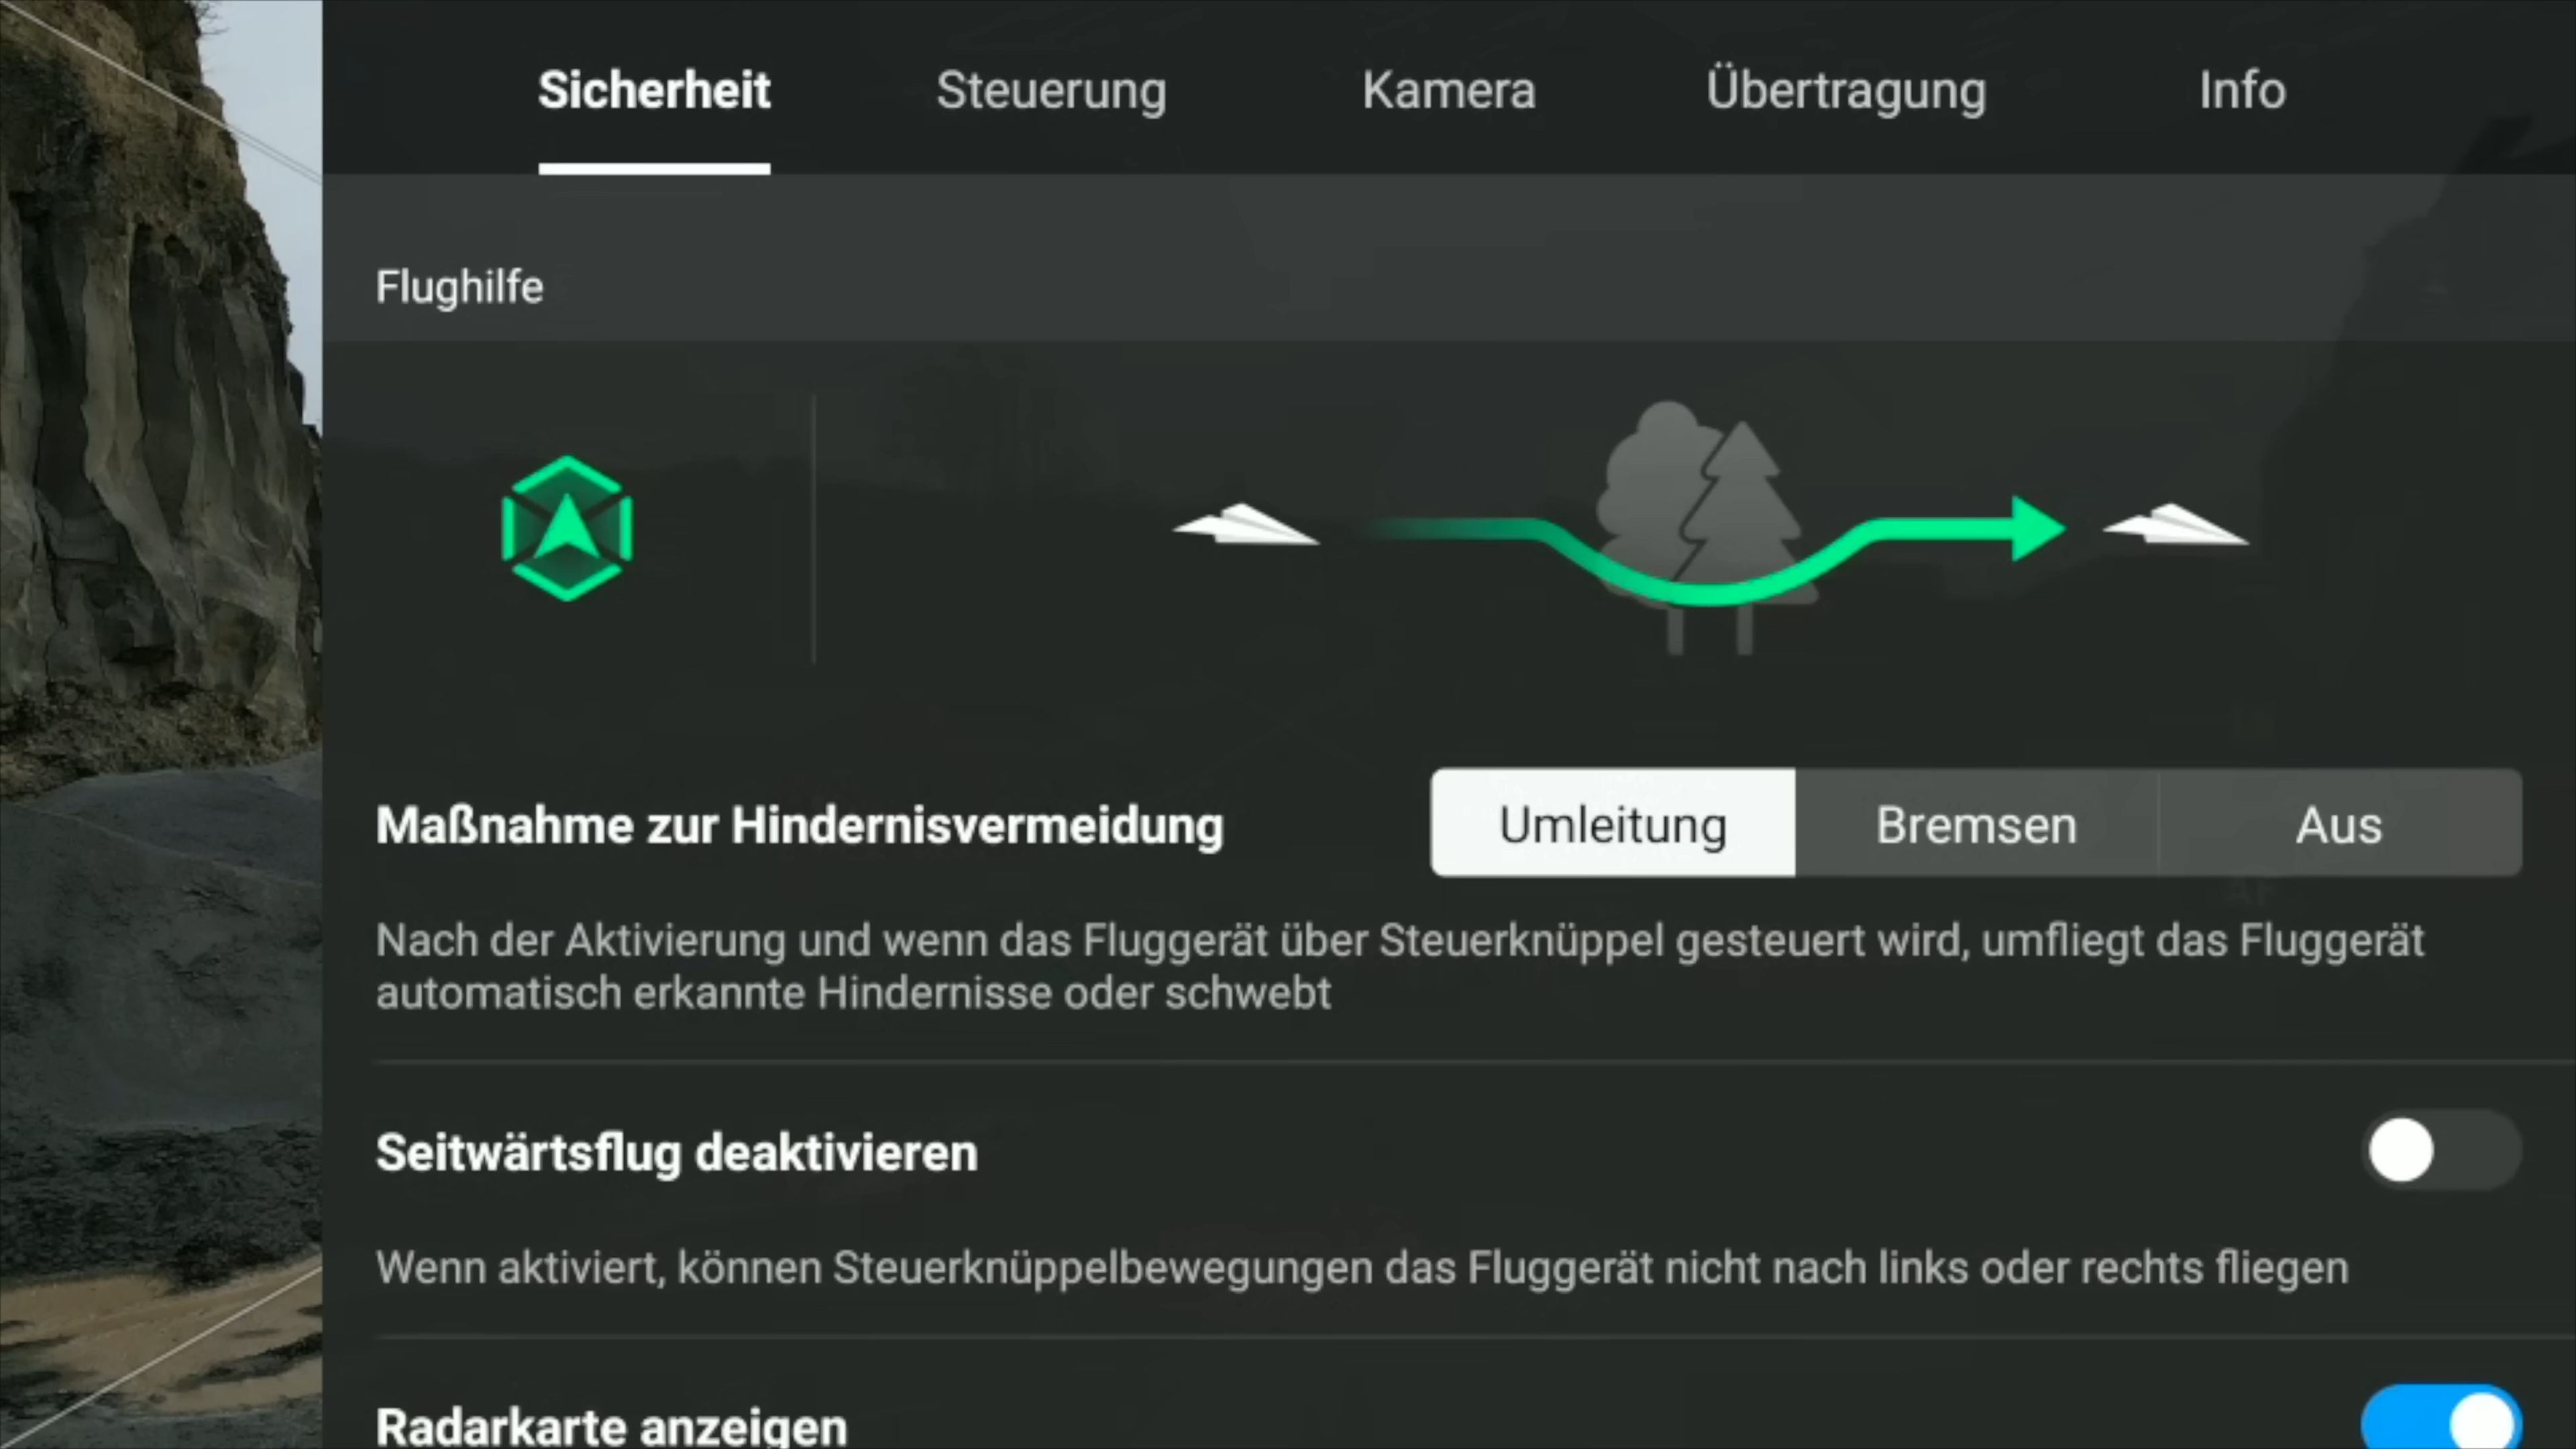 Sicherheit Steuerung Kamera Übertragung Info
Flughilfe
Maßnahme zur Hindernisvermeidung Umleitung Bremsen Aus
Nach der Aktivierung und wenn das Fluggerät über Steuerknüppel gesteuert wird, umfliegt das Fluggerät
automatisch erkannte Hindernisse oder schwebt
Seitwärtsflug deaktivieren
Wenn aktiviert, können Steuerknüppelbewegungen das Fluggerät nicht nach links oder rechts fliegen
Radarkarte anzeigen